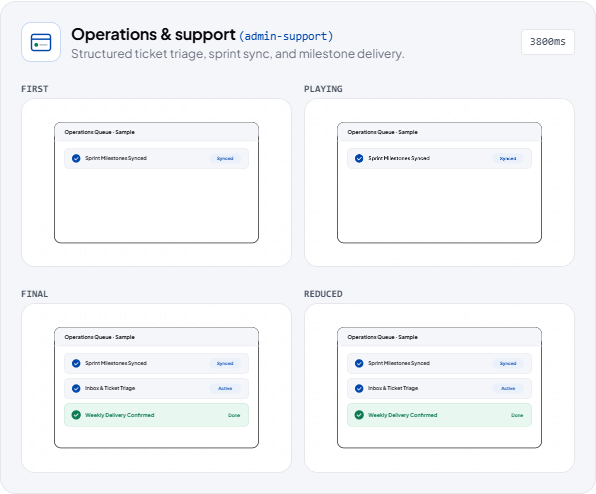 Operations & support (admin-support)
Structured ticket triage, sprint sync, and milestone delivery.
3800ms
FIRST
Operations Queue · Sample
Sprint Milestones Synced
Synced
PLAYING
Operations Queue · Sample
Sprint Milestones Synced
Synced
FINAL
Operations Queue · Sample
Sprint Milestones Synced
Synced
Inbox & Ticket Triage
Active
Weekly Delivery Confirmed
Done
REDUCED
Operations Queue · Sample
Sprint Milestones Synced
Synced
Inbox & Ticket Triage
Active
Weekly Delivery Confirmed
Done